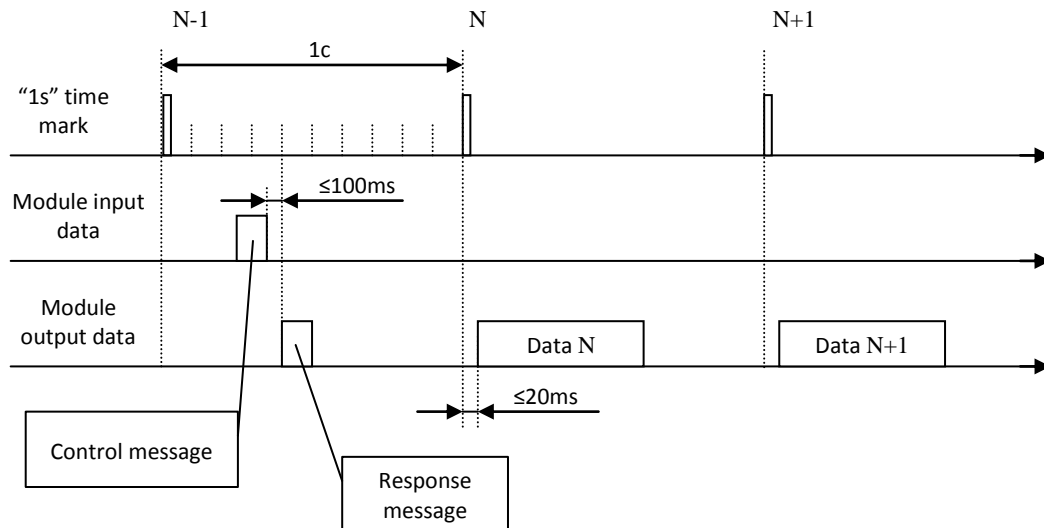 N-1
N
N+1
1c
“1s” time
mark
≤100ms
Module input
data
Module
output data
Data N
Data N+1
≤20ms
Control message
Response
message